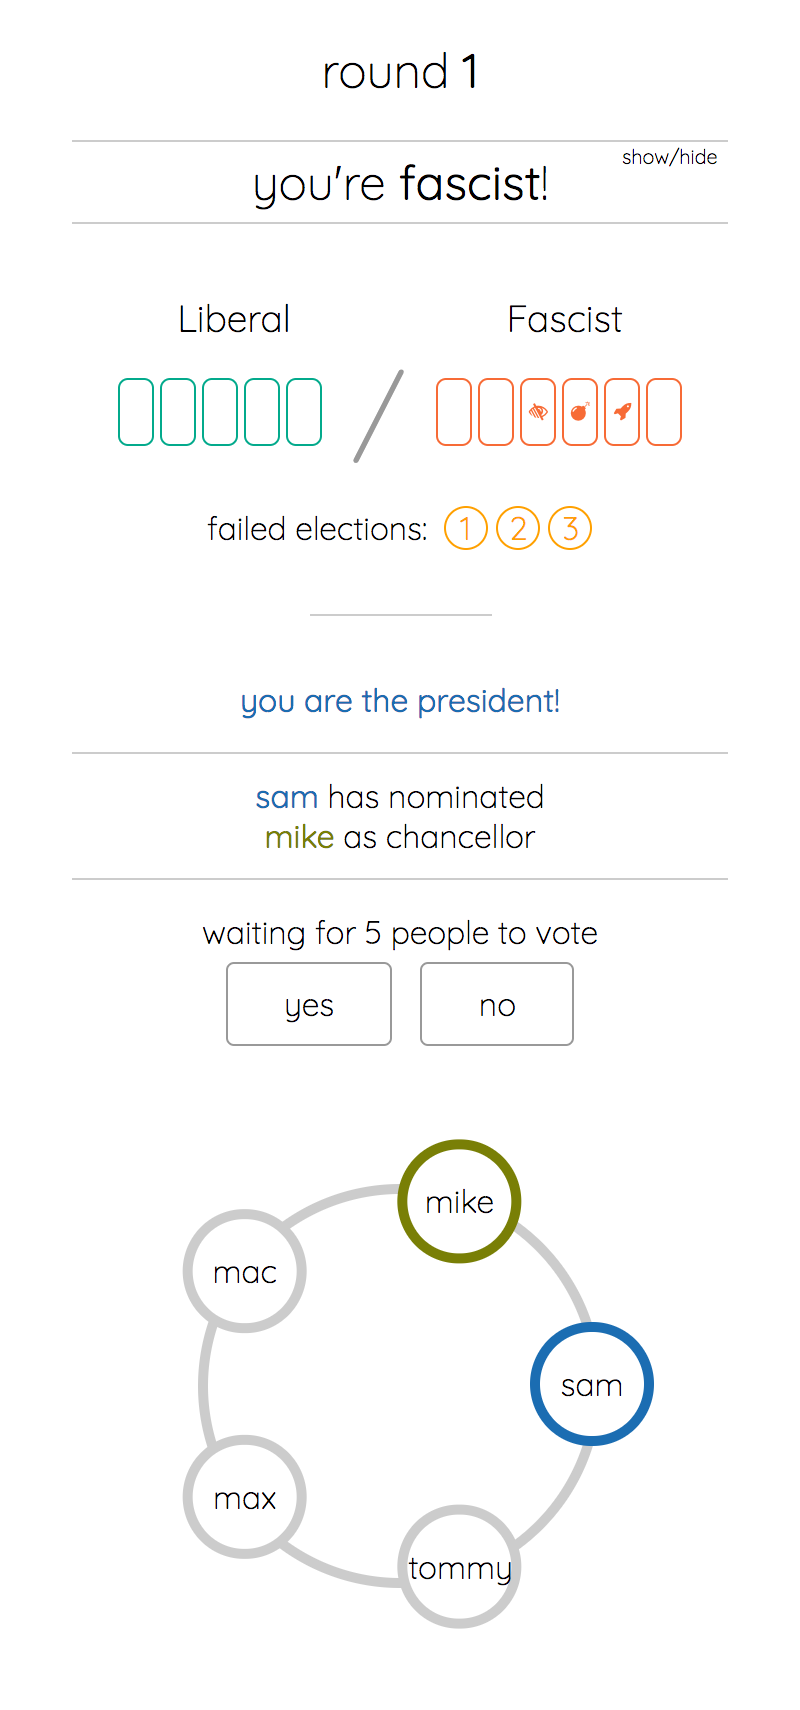 round 1
show/hide
you're fascist!
Liberal
Fascist
failed elections: 1 2 3
you are the president!
sam has nominated
mike as chancellor
waiting for 5 people to vote
yes
no
mike
mac
sam
max
tommy